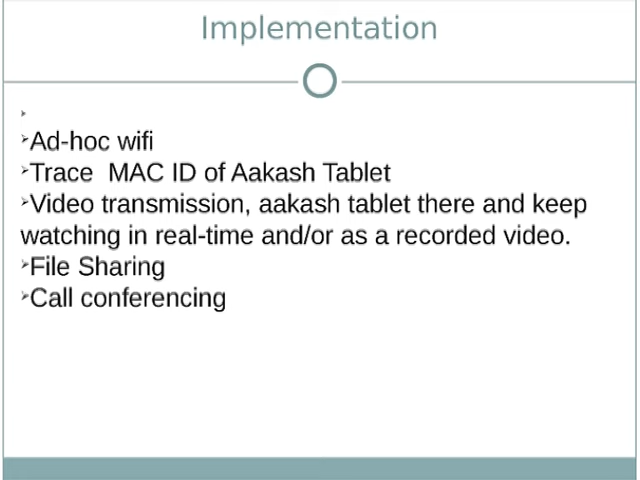 Implementation
Ad-hoc wifi
Trace  MAC ID of Aakash Tablet
Video transmission, aakash tablet there and keep
watching in real-time and/or as a recorded video.
File Sharing
Call conferencing